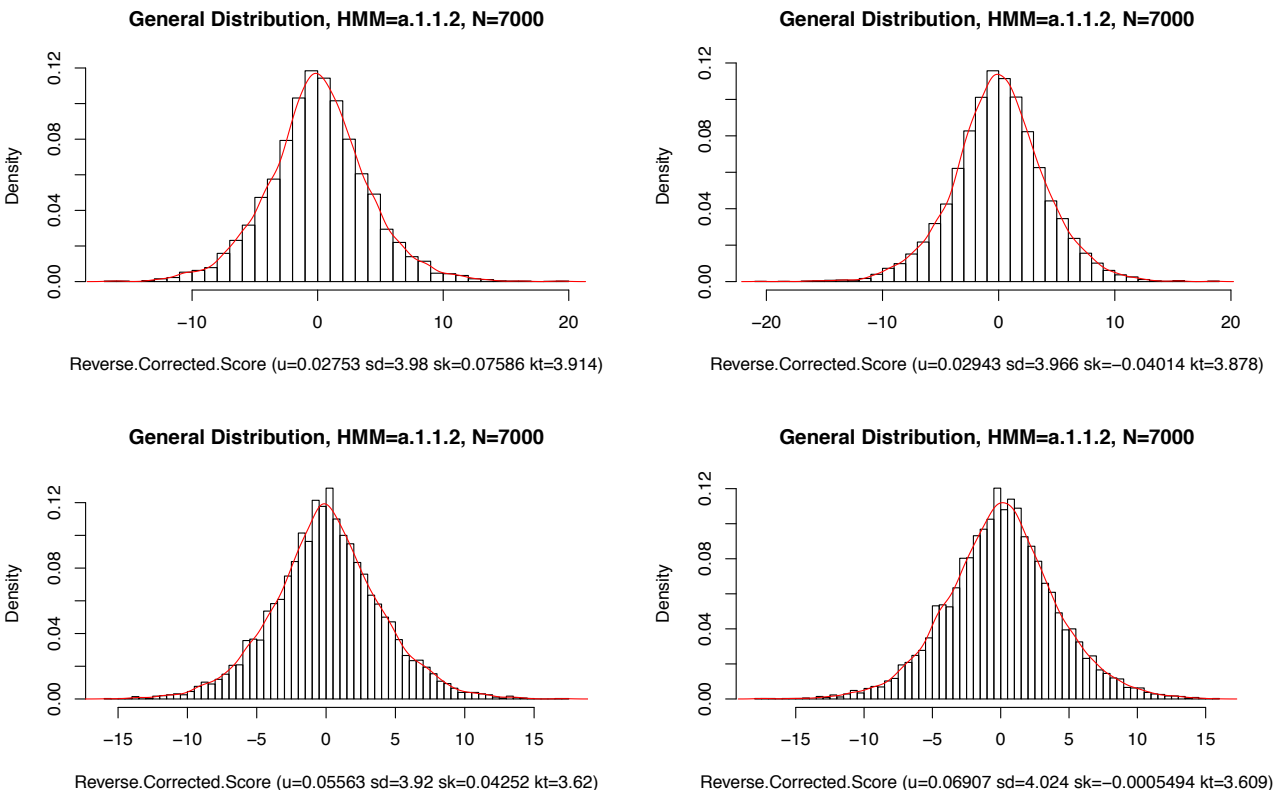 General Distribution, HMM=a.1.1.2, N=7000
Density
0.00 0.04 0.08 0.12
−10 0 10 20
Reverse.Corrected.Score (u=0.02753 sd=3.98 sk=0.07586 kt=3.914)
General Distribution, HMM=a.1.1.2, N=7000
Density
0.00 0.04 0.08 0.12
−20 −10 0 10 20
Reverse.Corrected.Score (u=0.02943 sd=3.966 sk=−0.04014 kt=3.878)
General Distribution, HMM=a.1.1.2, N=7000
Density
0.00 0.04 0.08 0.12
−15 −10 −5 0 5 10 15
Reverse.Corrected.Score (u=0.05563 sd=3.92 sk=0.04252 kt=3.62)
General Distribution, HMM=a.1.1.2, N=7000
Density
0.00 0.04 0.08 0.12
−15 −10 −5 0 5 10 15
Reverse.Corrected.Score (u=0.06907 sd=4.024 sk=−0.0005494 kt=3.609)